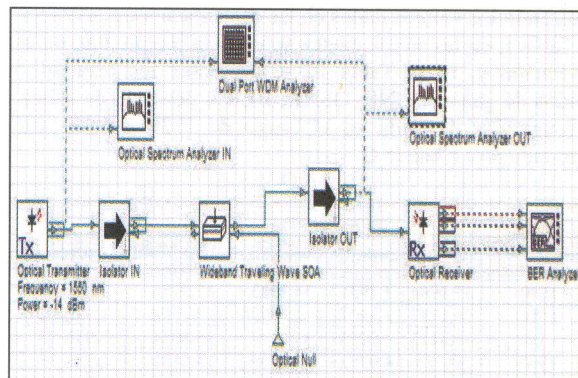 Dual Port WDM Analyzer
Optical Spectrum Analyzer IN
Optical Spectrum Analyzer OUT
Tx
Optical Transmitter
Frequency = 1550 nm
Power = -14 dBm
Isolator IN
Wideband Traveling Wave SOA
Isolator OUT
Rx
Optical Receiver
BER
BER Analyzer
Optical Null